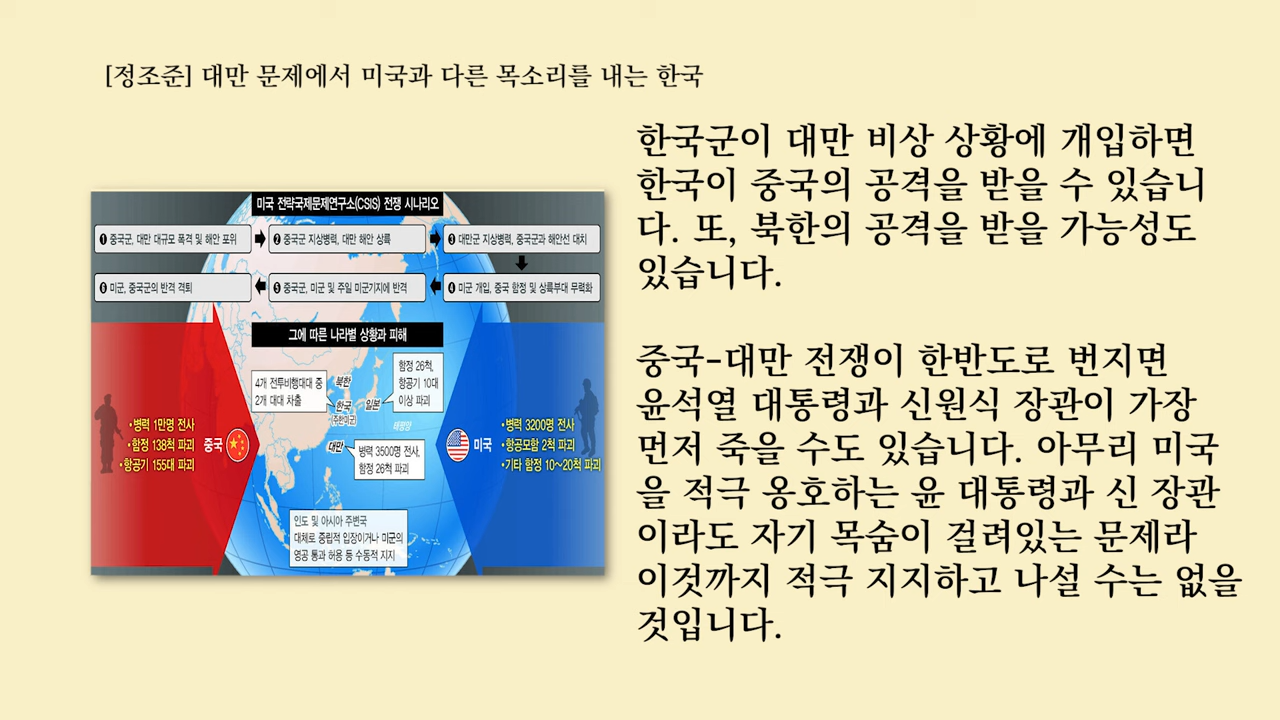 [정조준] 대만 문제에서 미국과 다른 목소리를 내는 한국
미국 전략국제문제연구소(CSIS) 전쟁 시나리오
❶ 중국군, 대만 대규모 폭격 및 해안 포위
❷ 중국군 지상병력, 대만 해안 상륙
❸ 대만군 지상병력, 중국군과 해안선 대치
❻ 미군, 중국군의 반격 격퇴
❺ 중국군, 미군 및 주일 미군기지에 반격
❹ 미군 개입, 중국 함정 및 상륙부대 무력화
그에 따른 나라별 상황과 피해
4개 전투비행대대 중
2개 대대 차출
북한
한국
(주한미군)
함정 26척,
항공기 10대
이상 파괴
일본
태평양
•병력 1만명 전사
•함정 138척 파괴
•항공기 155대 파괴
중국
대만
병력 3500명 전사,
함정 26척 파괴
미국
•병력 3200명 전사
•항공모함 2척 파괴
•기타 함정 10~20척 파괴
인도 및 아시아 주변국
대체로 중립적 입장이거나 미군의
영공 통과 허용 등 수동적 지지
한국군이 대만 비상 상황에 개입하면
한국이 중국의 공격을 받을 수 있습니
다. 또, 북한의 공격을 받을 가능성도
있습니다.
중국-대만 전쟁이 한반도로 번지면
윤석열 대통령과 신원식 장관이 가장
먼저 죽을 수도 있습니다. 아무리 미국
을 적극 옹호하는 윤 대통령과 신 장관
이라도 자기 목숨이 걸려있는 문제라
이것까지 적극 지지하고 나설 수는 없을
것입니다.